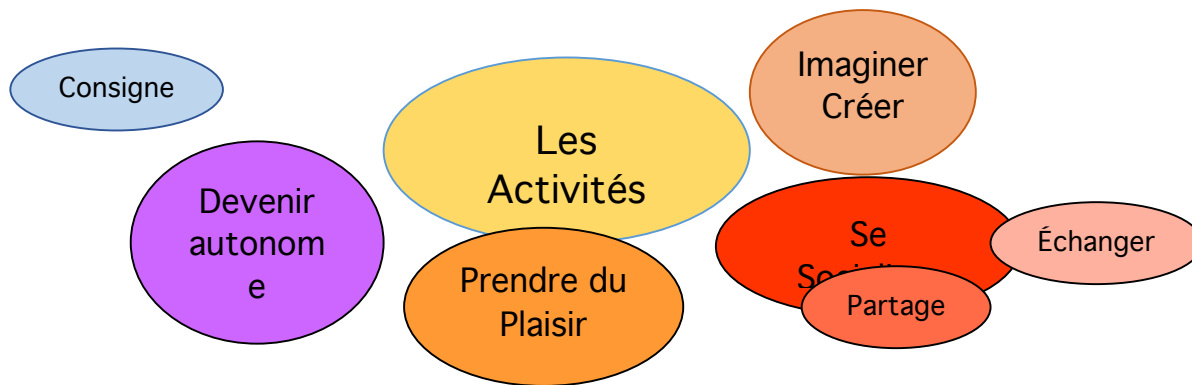 Consigne
Imaginer
Créer
Les
Activités
Devenir
autonom
e
Se
Échanger
Prendre du
Plaisir
Partage